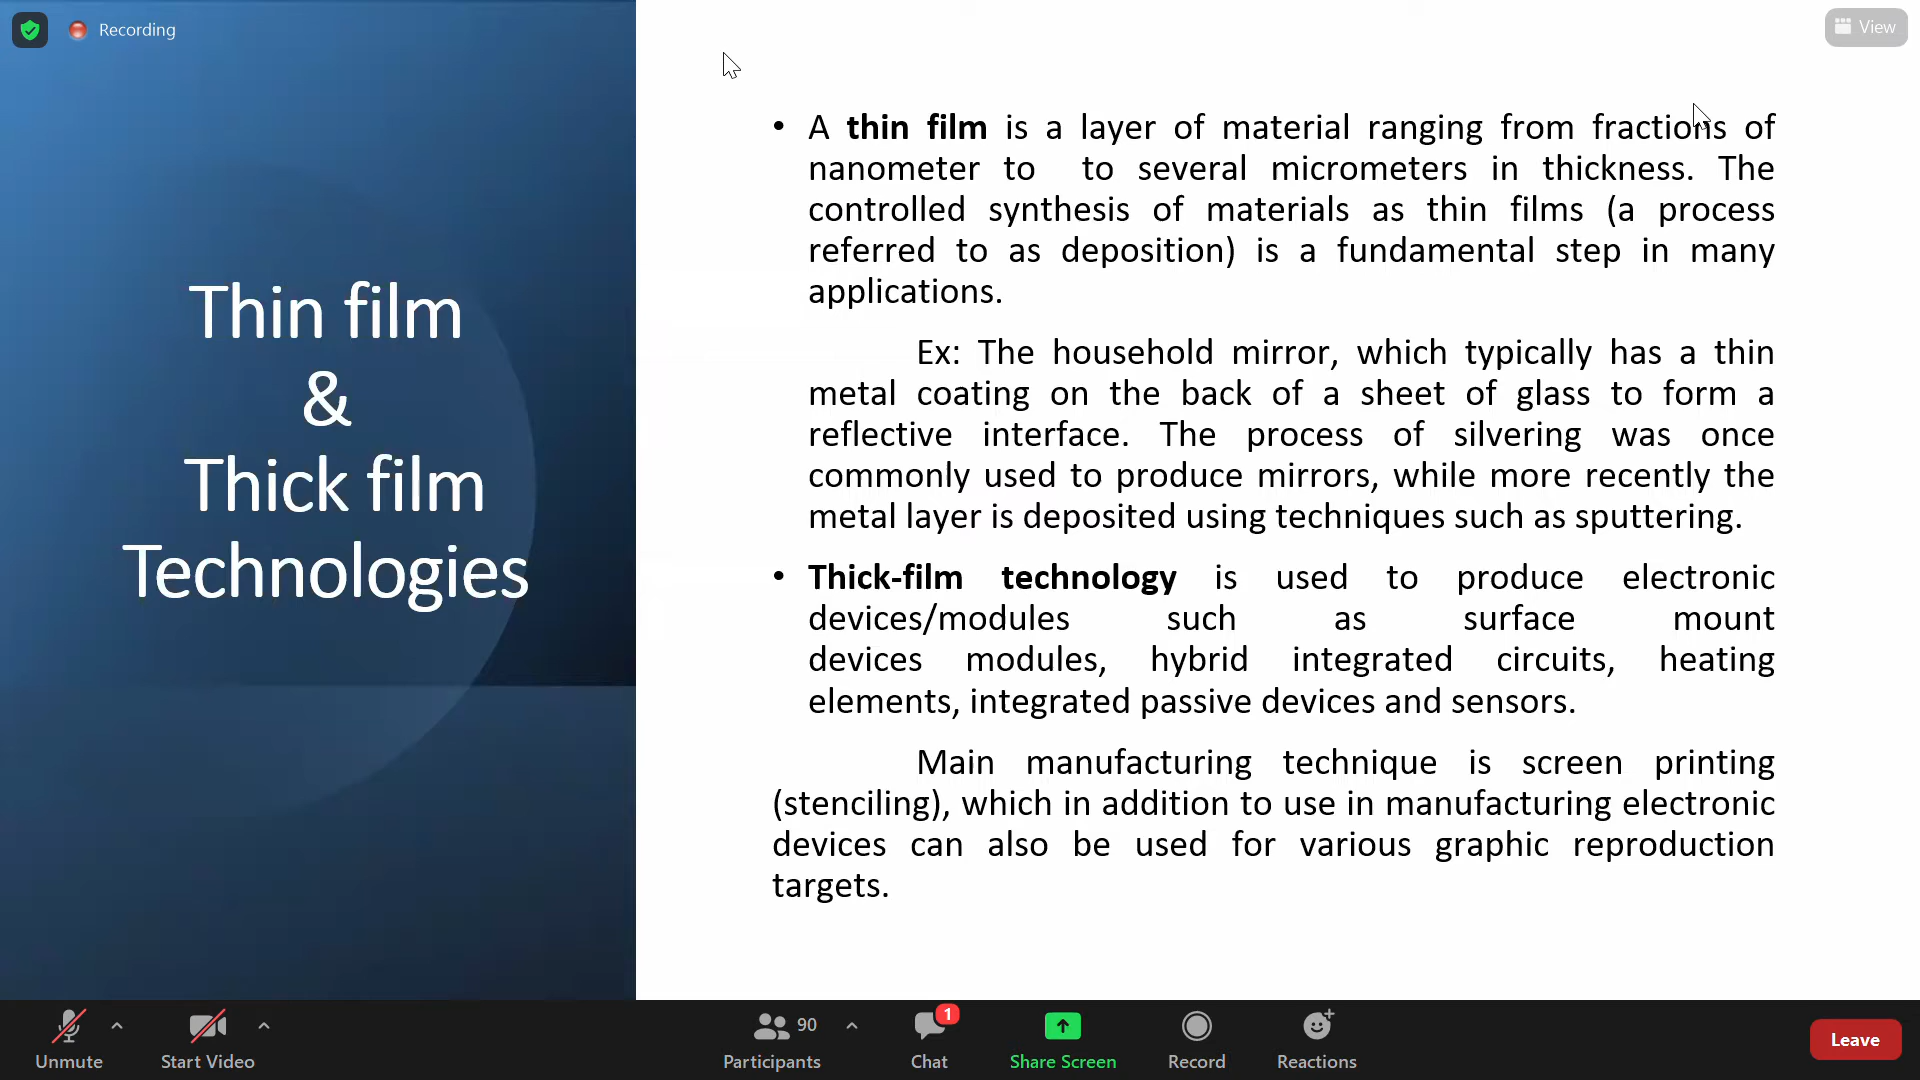 Recording
View
Thin film
&
Thick film
Technologies
• A thin film is a layer of material ranging from fractions of
nanometer to to several micrometers in thickness. The
controlled synthesis of materials as thin films (a process
referred to as deposition) is a fundamental step in many
applications.
Ex: The household mirror, which typically has a thin
metal coating on the back of a sheet of glass to form a
reflective interface. The process of silvering was once
commonly used to produce mirrors, while more recently the
metal layer is deposited using techniques such as sputtering.
• Thick-film technology is used to produce electronic
devices/modules such as surface mount
devices modules, hybrid integrated circuits, heating
elements, integrated passive devices and sensors.
Main manufacturing technique is screen printing
(stenciling), which in addition to use in manufacturing electronic
devices can also be used for various graphic reproduction
targets.
Unmute
Start Video
90
Participants
1
Chat
Share Screen
Record
Reactions
Leave